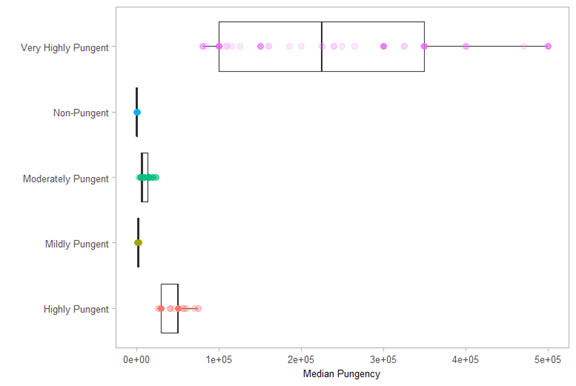 Very Highly Pungent
Non-Pungent
Moderately Pungent
Mildly Pungent
Highly Pungent
0e+00 1e+05 2e+05 3e+05 4e+05 5e+05
Median Pungency